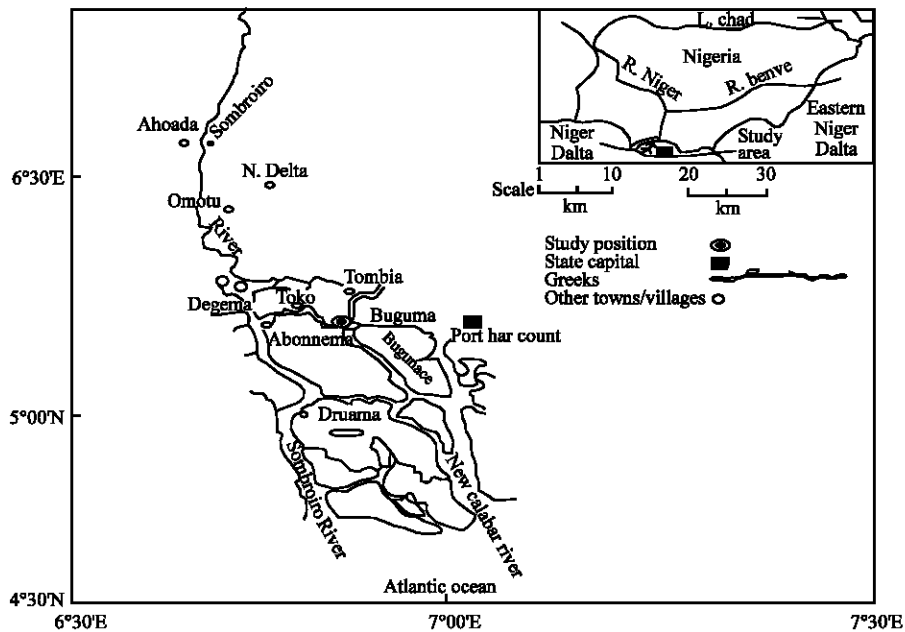 L. chad
Nigeria
R. Niger
R. benve
Eastern
Niger
Dalta
Niger
Dalta
Study
area
Scale
1 10 20 30
km km
Study position
State capital
Greeks
Other towns/villages
Ahoada
Sombroiro
N. Delta
6°30'N
Omotu
River
Tombia
Degema
Toko
Buguma
Abonnema
Bugunace
Port har count
5°00'N
Druama
Sombroiro River
New calabar river
Atlantic ocean
4°30'N
6°30'E
7°00'E
7°30'E